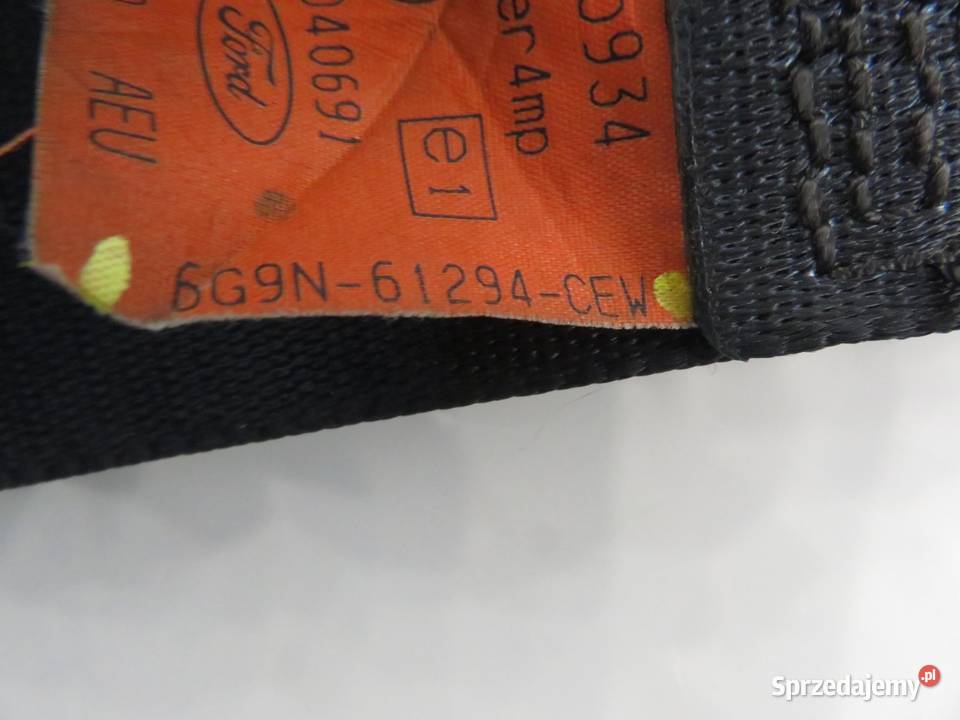 0934
er4mp
e1
040691
Ford
AEU
6G9N-61294-CEW
Sprzedajemy.pl